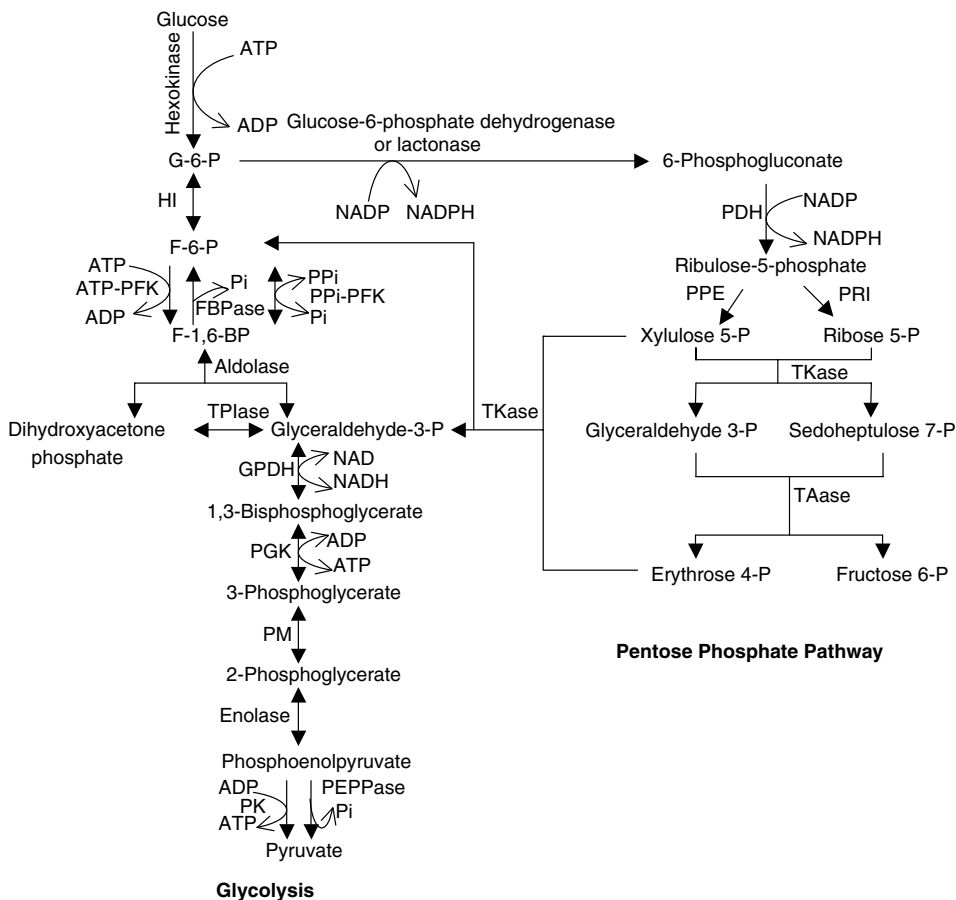 Glucose
Hexokinase
ATP
ADP
Glucose-6-phosphate dehydrogenase
or lactonase
G-6-P
6-Phosphogluconate
HI
NADP
NADPH
PDH
NADP
NADPH
F-6-P
Ribulose-5-phosphate
ATP
ATP-PFK
ADP
Pi
FBPase
PPi
PPi-PFK
Pi
PPE
PRI
F-1,6-BP
Xylulose 5-P
Ribose 5-P
Aldolase
TKase
Dihydroxyacetone
phosphate
TPIase
Glyceraldehyde-3-P
TKase
Glyceraldehyde 3-P
Sedoheptulose 7-P
GPDH
NAD
NADH
TAase
1,3-Bisphosphoglycerate
PGK
ADP
ATP
Erythrose 4-P
Fructose 6-P
3-Phosphoglycerate
PM
Pentose Phosphate Pathway
2-Phosphoglycerate
Enolase
Phosphoenolpyruvate
ADP
PK
ATP
PEPPase
Pi
Pyruvate
Glycolysis